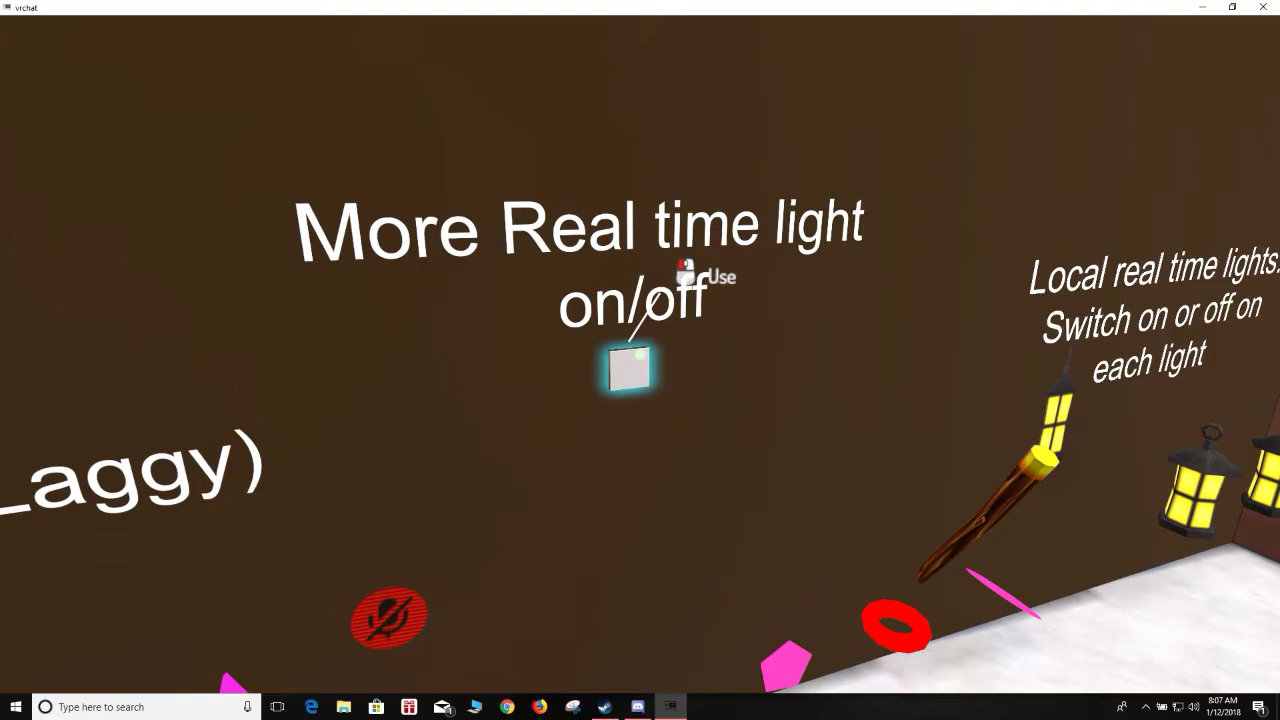 vrchat
More Real time light
on/off
Use
Local real time lights.
Switch on or off on
each light
aggy)
Type here to search
8:07 AM
1/12/2018